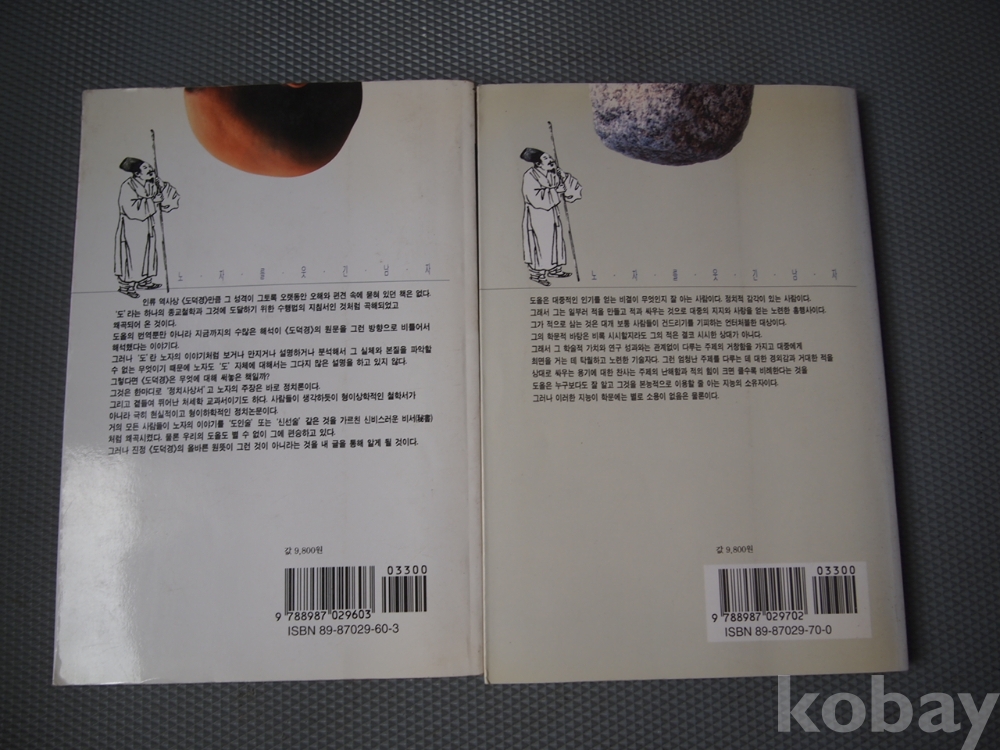 노·자·를·웃·긴·남·자
인류 역사상 《도덕경》만큼 그 성격이 그토록 오랫동안 오해와 편견 속에 묻혀 있던 책은 없다.
'도'라는 하나의 종교철학과 그것에 도달하기 위한 수행법의 지침서인 것처럼 곡해되었고
왜곡되어 온 것이다.
도올의 번역뿐만 아니라 지금까지의 수많은 해석이 《도덕경》의 원문을 그런 방향으로 비틀어서
해석했다는 이야기다.
그러나 '도'란 노자의 이야기처럼 보거나 만지거나 설명하거나 분석해서 그 실체와 본질을 파악할
수 없는 무엇이기 때문에 노자도 '도' 자체에 대해서는 그다지 많은 설명을 하고 있지 않다.
그렇다면 《도덕경》은 무엇에 대해 써놓은 책일까?
그것은 한마디로 '정치사상서'고 노자의 주장은 바로 정치론이다.
그리고 곁들여 뛰어난 처세학 교과서이기도 하다. 사람들이 생각하듯이 형이상학적인 철학서가
아니라 극히 현실적이고 형이하학적인 정치논문이다.
거의 모든 사람들이 노자의 이야기를 '도인술' 또는 '신선술' 같은 것을 가르친 신비스러운 비서(秘書)
처럼 왜곡시켰다. 물론 우리의 도올도 별 수 없이 그에 편승하고 있다.
그러나 진정 《도덕경》의 올바른 원뜻이 그런 것이 아니라는 것을 내 글을 통해 알게 될 것이다.
값 9,800원
03300
9 788987 029603
ISBN 89-87029-60-3
노·자·를·웃·긴·남·자
도올은 대중적인 인기를 얻는 비결이 무엇인지 잘 아는 사람이다. 정치적 감각이 있는 사람이다.
그래서 그는 일부러 적을 만들고 적과 싸우는 것으로 대중의 지지와 사랑을 얻는 노련한 흥행사이다.
그가 적으로 삼는 것은 대개 보통 사람들이 건드리기를 기피하는 언터처블한 대상이다.
그의 학문적 바탕은 비록 시시할지라도 그의 적은 결코 시시한 상대가 아니다.
그래서 그 학술적 가치와 연구 성과와는 관계없이 다루는 주제의 거창함을 가지고 대중에게
최면을 거는 데 탁월하고 노련한 기술자다. 그런 엄청난 주제를 다루는 데 대한 경외감과 거대한 적을
상대로 싸우는 용기에 대한 찬사는 주제의 난해함과 적의 힘이 크면 클수록 비례한다는 것을
도올은 누구보다도 잘 알고 그것을 본능적으로 이용할 줄 아는 지능의 소유자이다.
그러나 이러한 지능이 학문에는 별로 소용이 없음은 물론이다.
값 9,800원
03300
9 788987 029702
ISBN 89-87029-70-0
kobay